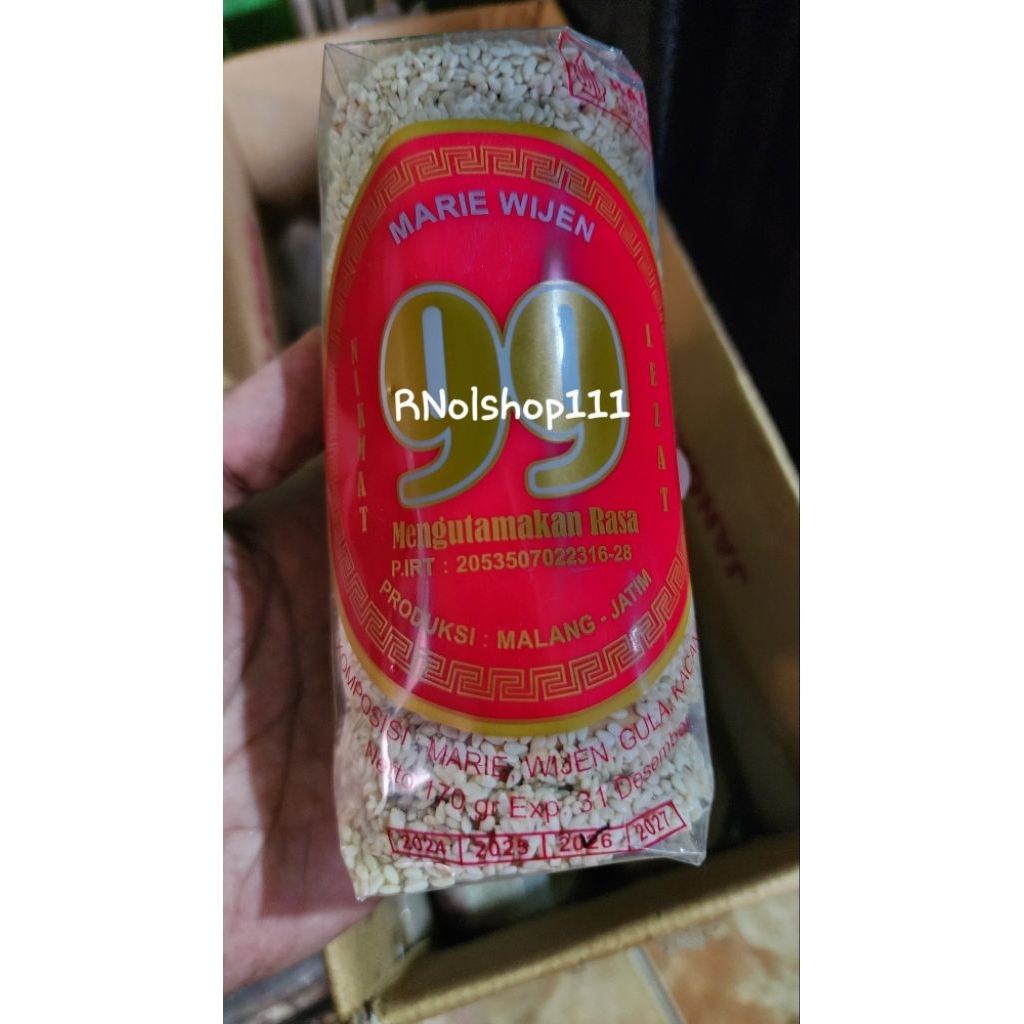 MARIE WIJEN
99
NIKMAT
LEZAT
RNolshop111
Mengutamakan Rasa
P.IRT : 2053507022316-28
PRODUKSI : MALANG - JATIM
KOMPOSISI : MARIE, WIJEN, GULA,
Netto 170 gr Exp. 31 Desember
2024 2025 2026 2027